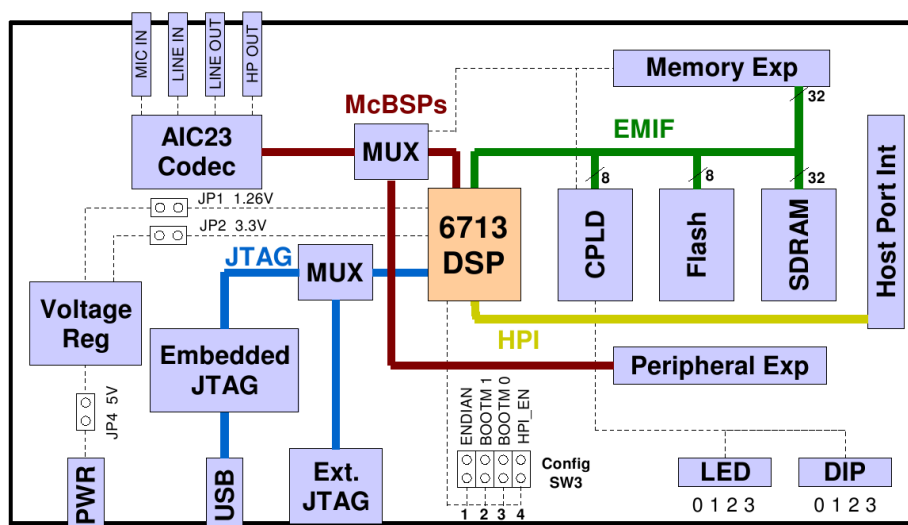 MIC IN
LINE IN
LINE OUT
HP OUT
AIC23
Codec
McBSPs
MUX
Memory Exp
32
EMIF
8
8
32
Host Port Int
JP1 1.26V
JP2 3.3V
6713
DSP
CPLD
Flash
SDRAM
JTAG
MUX
Voltage
Reg
HPI
Embedded
JTAG
Peripheral Exp
JP4 5V
ENDIAN
BOOTM 1
BOOTM 0
HPI_EN
Config
SW3
PWR
USB
Ext.
JTAG
1 2 3 4
LED
0 1 2 3
DIP
0 1 2 3